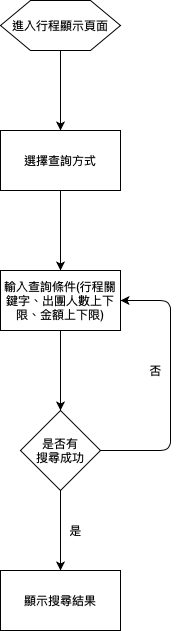 進入行程顯示頁面
選擇查詢方式
輸入查詢條件(行程關
鍵字、出團人數上下
限、金額上下限)
否
是否有
搜尋成功
是
顯示搜尋結果